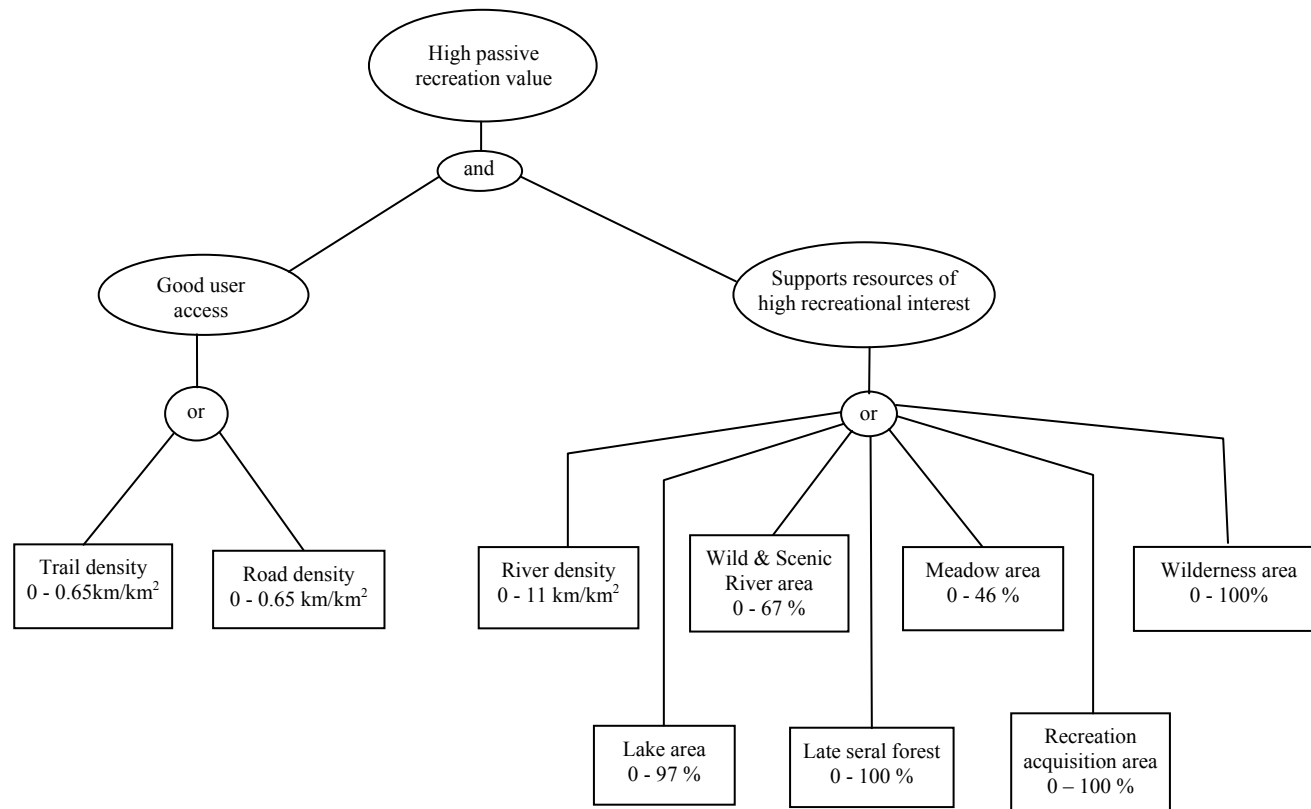 High passive
recreation value
and
Good user
access
Supports resources of
high recreational interest
or
or
Trail density
0 - 0.65km/km²
Road density
0 - 0.65 km/km²
River density
0 - 11 km/km²
Wild & Scenic
River area
0 - 67 %
Meadow area
0 - 46 %
Wilderness area
0 - 100%
Lake area
0 - 97 %
Late seral forest
0 - 100 %
Recreation
acquisition area
0 – 100 %